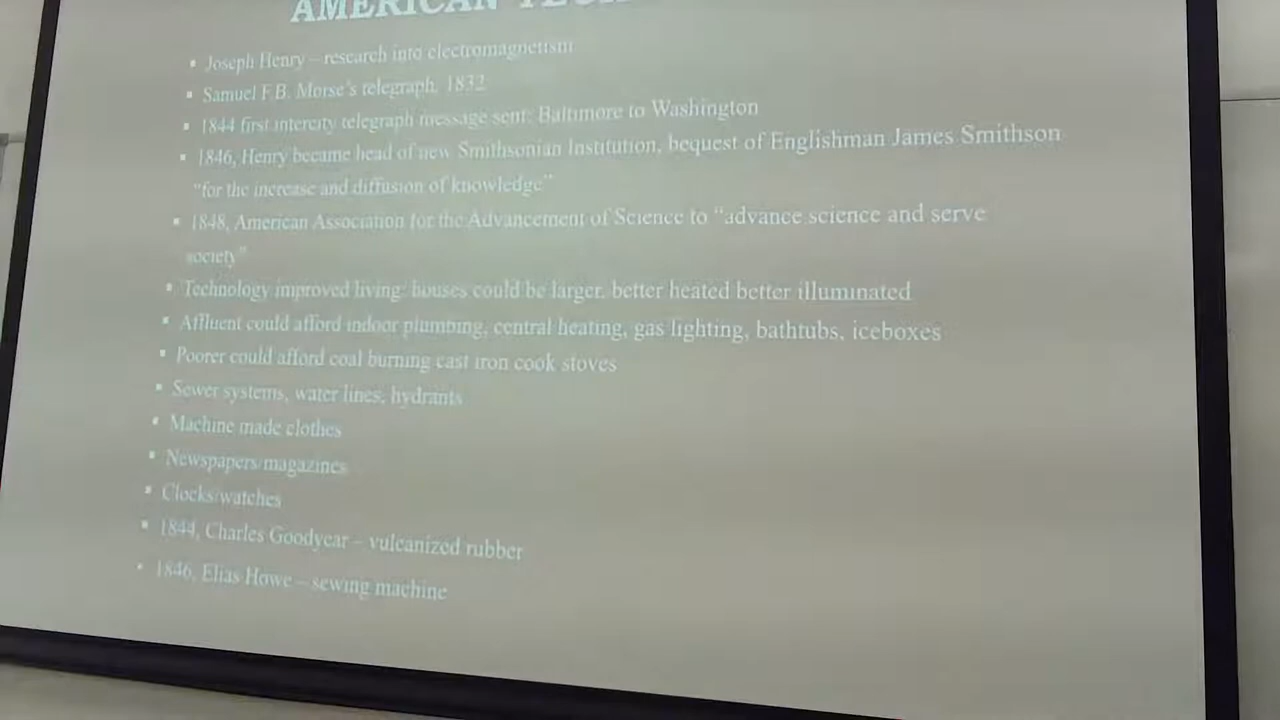 AMERICAN
▪ Joseph Henry – research into electromagnetism
▪ Samuel F.B. Morse's telegraph, 1832
▪ 1844 first intercity telegraph message sent: Baltimore to Washington
▪ 1846, Henry became head of new Smithsonian Institution, bequest of Englishman James Smithson
"for the increase and diffusion of knowledge"
▪ 1848, American Association for the Advancement of Science to "advance science and serve
society"
▪ Technology improved living: houses could be larger, better heated better illuminated
▪ Affluent could afford indoor plumbing, central heating, gas lighting, bathtubs, iceboxes
▪ Poorer could afford coal burning cast iron cook stoves
▪ Sewer systems, water lines, hydrants
▪ Machine made clothes
▪ Newspapers/magazines
▪ Clocks/watches
▪ 1844, Charles Goodyear – vulcanized rubber
▪ 1846, Elias Howe – sewing machine